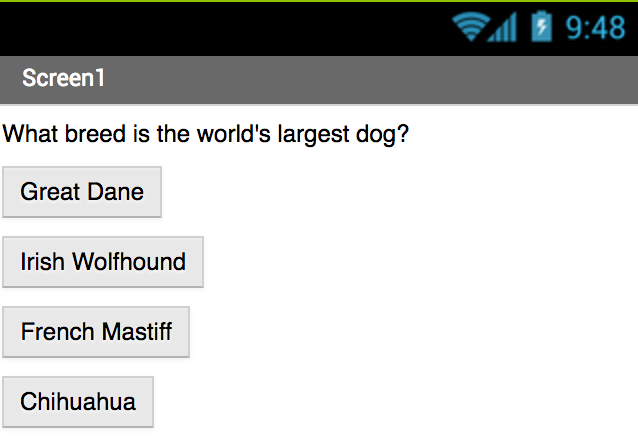 9:48
Screen1
What breed is the world's largest dog?
Great Dane
Irish Wolfhound
French Mastiff
Chihuahua